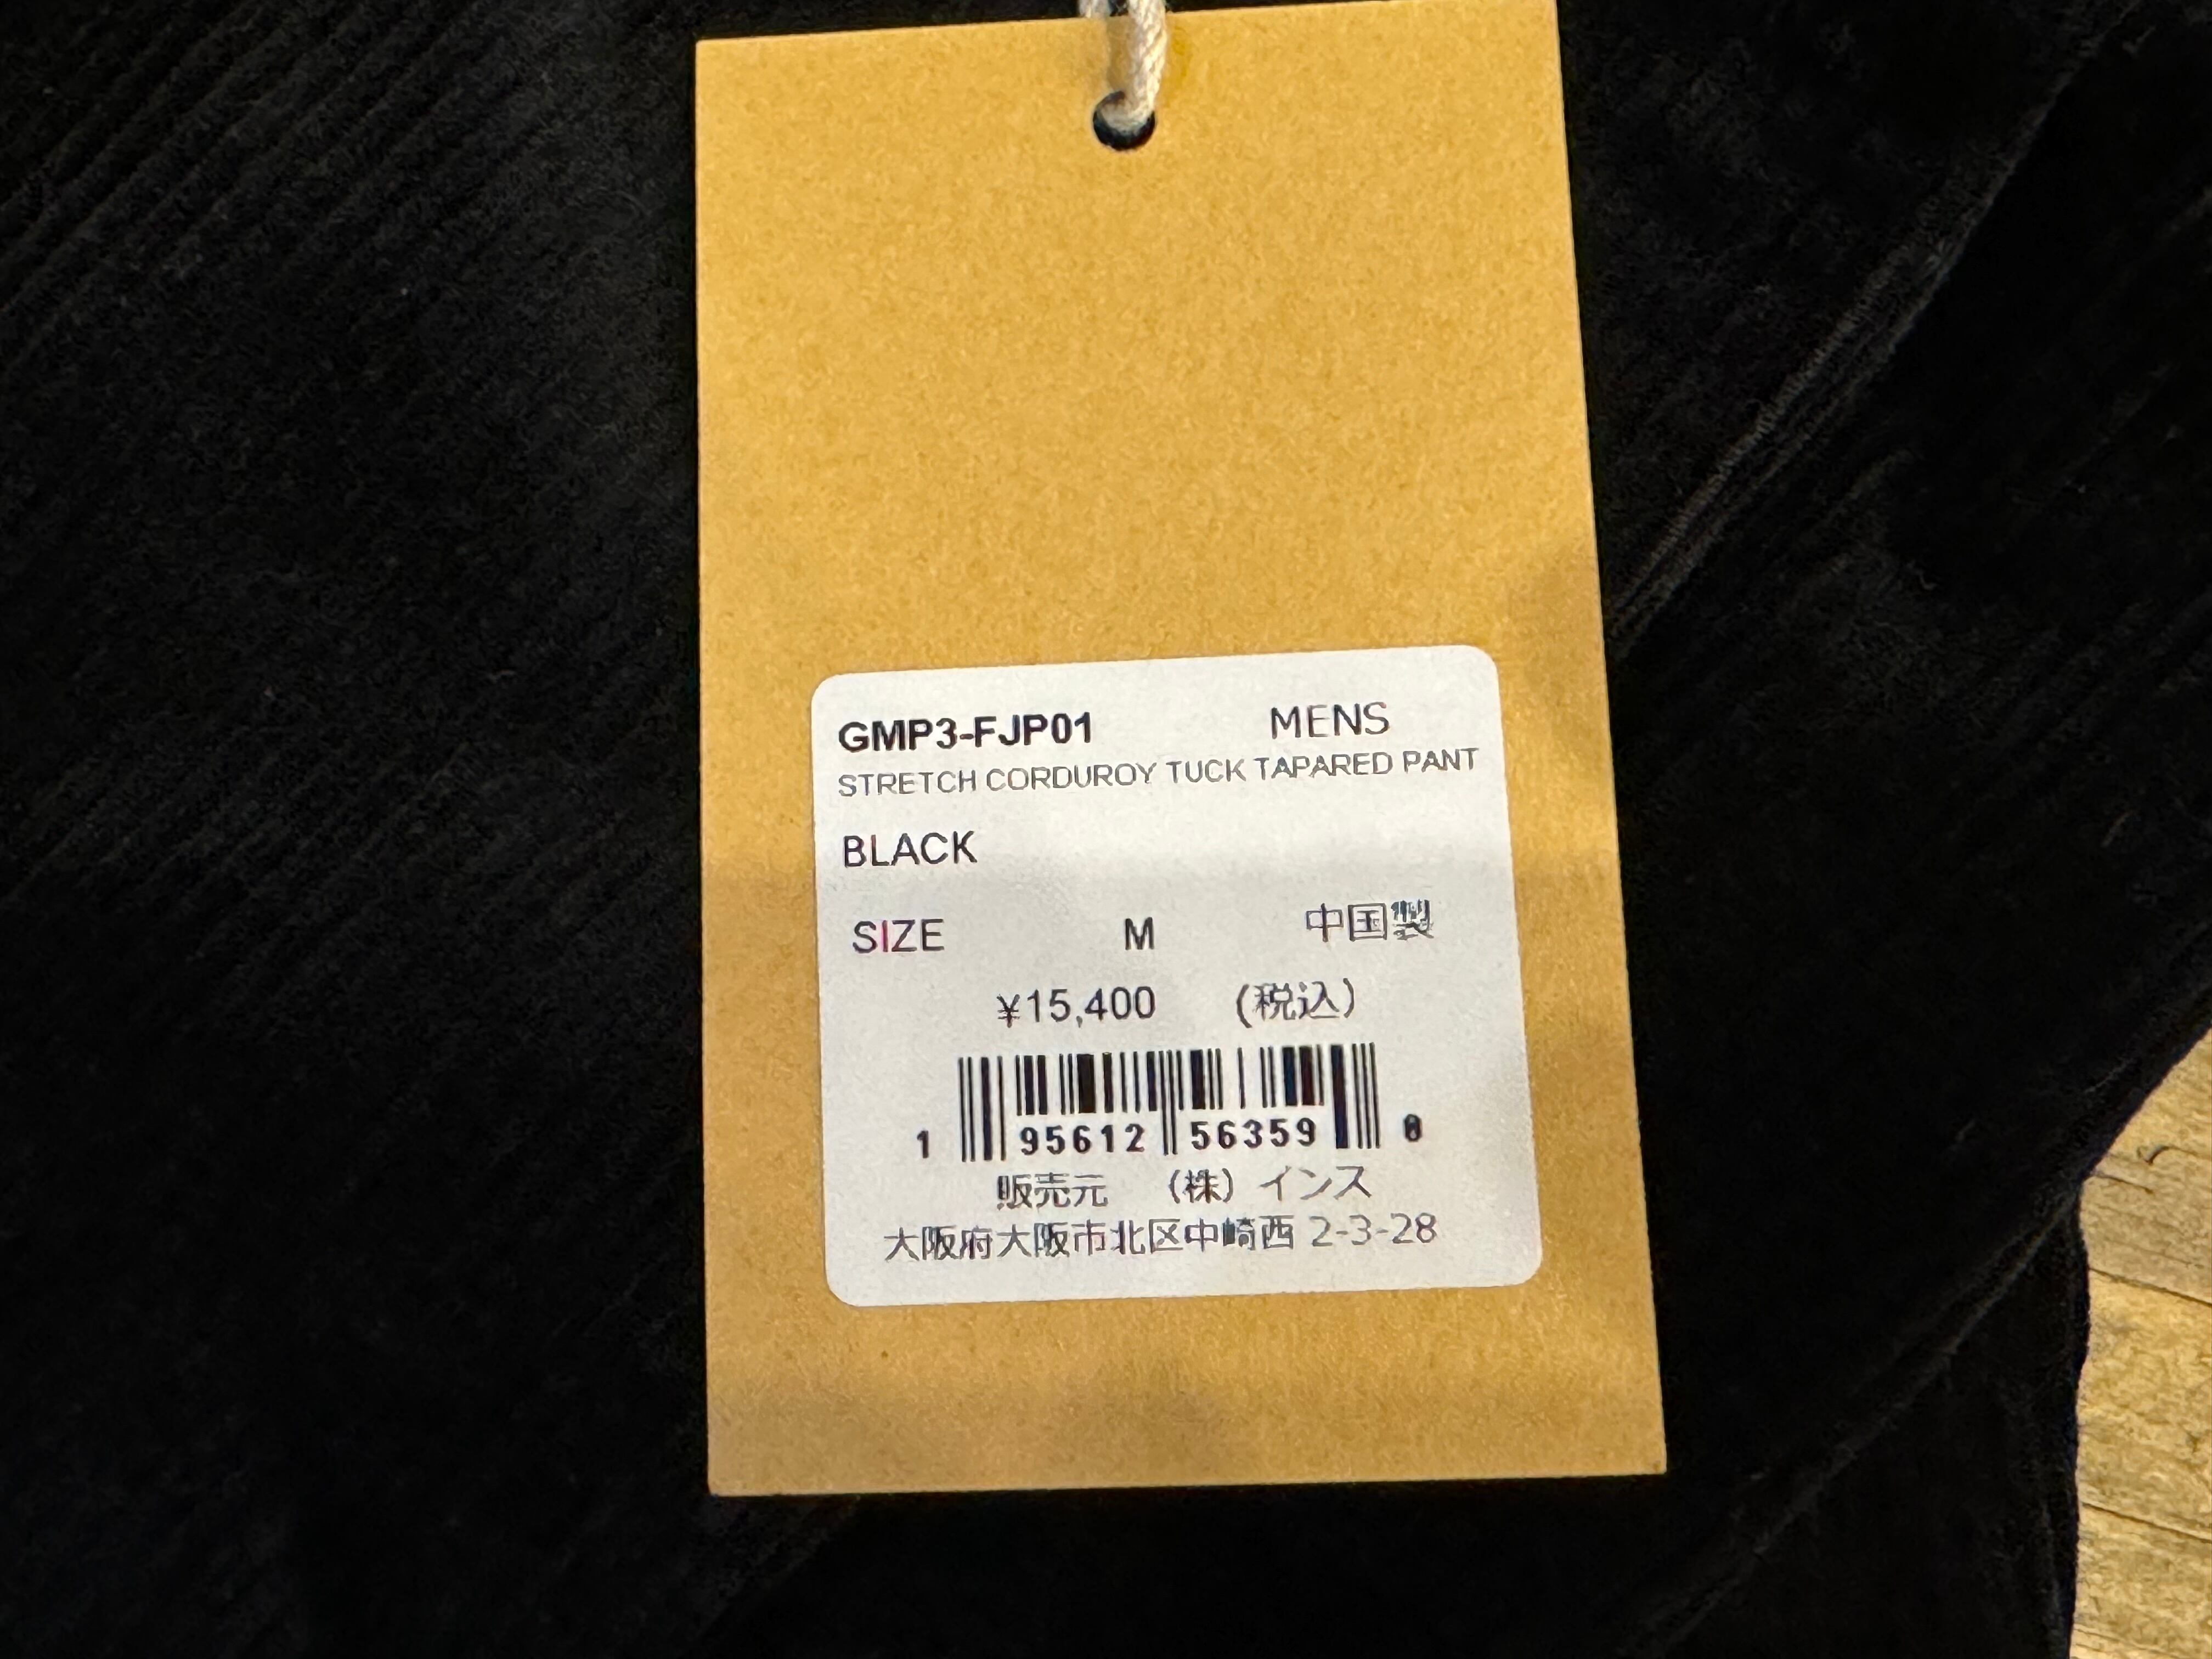 GMP3-FJP01 MENS
STRETCH CORDUROY TUCK TAPARED PANT
BLACK
SIZE M 中国製
¥15,400 (税込)
1 95612 56359 0
販売元 (株) インス
大阪府大阪市北区中崎西 2-3-28